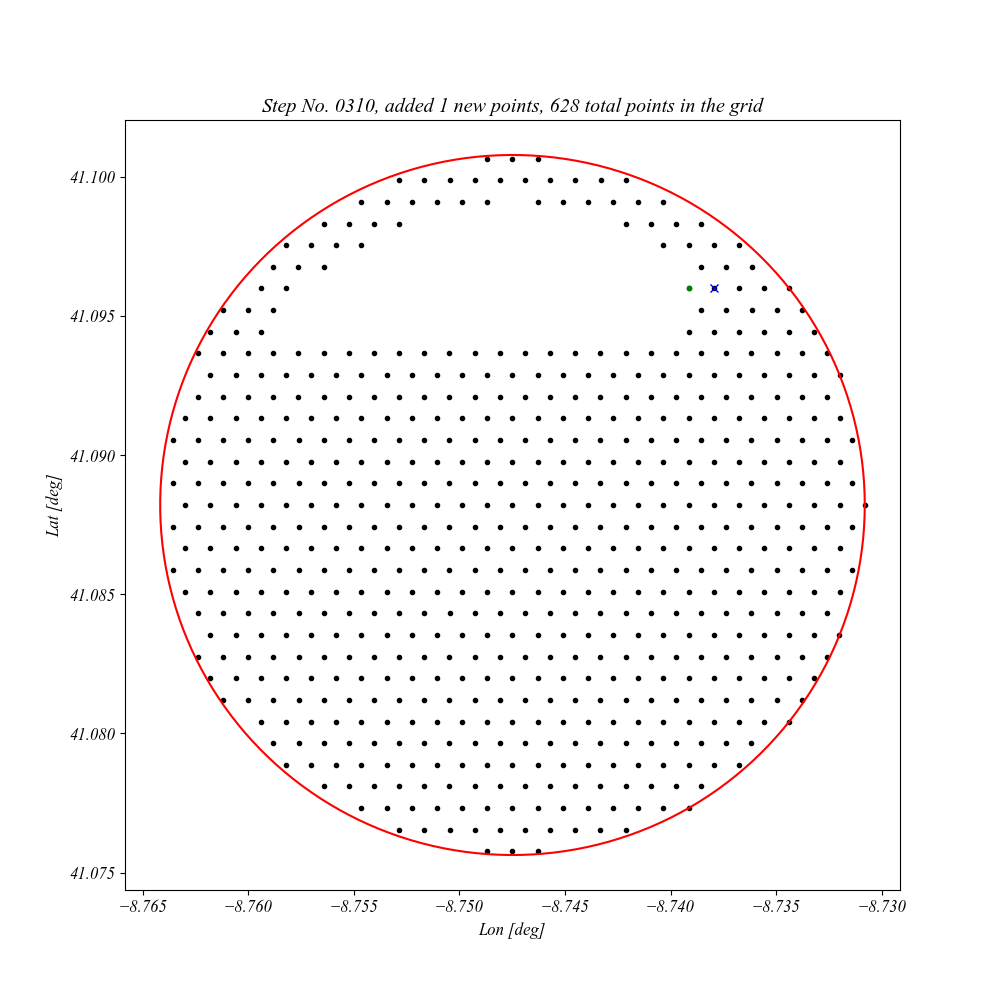 Step No. 0310, added 1 new points, 628 total points in the grid
41.100
41.095
41.090
41.085
41.080
41.075
Lat [deg]
−8.765 −8.760 −8.755 −8.750 −8.745 −8.740 −8.735 −8.730
Lon [deg]